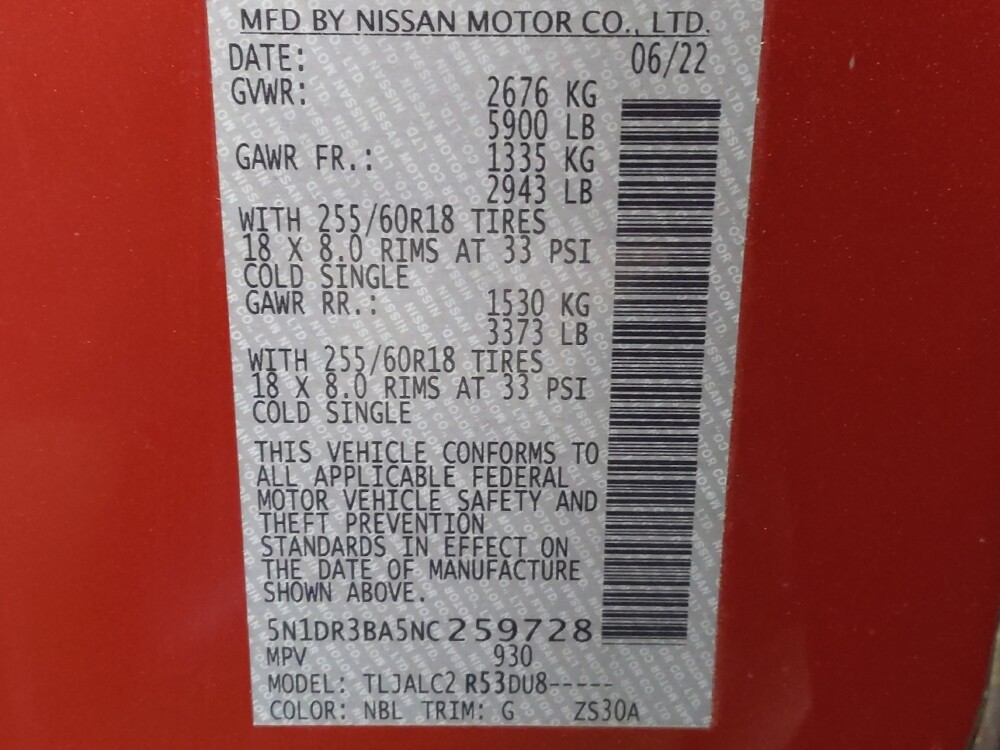 MFD BY NISSAN MOTOR CO., LTD.
DATE: 06/22
GVWR: 2676 KG
5900 LB
GAWR FR.: 1335 KG
2943 LB
WITH 255/60R18 TIRES
18 X 8.0 RIMS AT 33 PSI
COLD SINGLE
GAWR RR.: 1530 KG
3373 LB
WITH 255/60R18 TIRES
18 X 8.0 RIMS AT 33 PSI
COLD SINGLE
THIS VEHICLE CONFORMS TO
ALL APPLICABLE FEDERAL
MOTOR VEHICLE SAFETY AND
THEFT PREVENTION
STANDARDS IN EFFECT ON
THE DATE OF MANUFACTURE
SHOWN ABOVE.
5N1DR3BA5NC259728
MPV 930
MODEL: TLJALC2 R53DU8-----
COLOR: NBL TRIM: G ZS30A